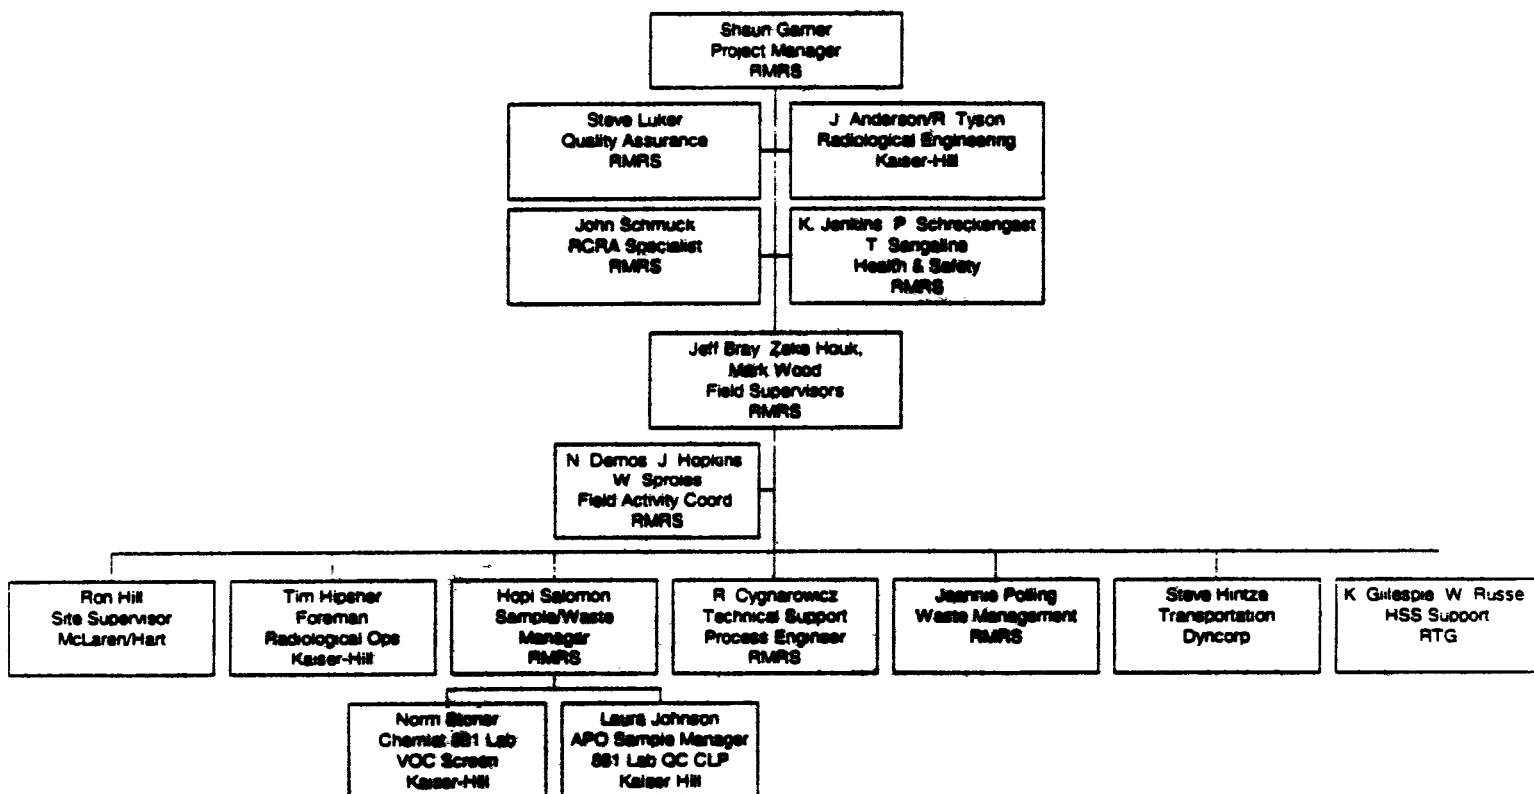 Shaun Garner
Project Manager
RMRS
Steve Luker
Quality Assurance
RMRS
J Anderson/R Tyson
Radiological Engineering
Kaiser-Hill
John Schmuck
RCRA Specialist
RMRS
K. Jenkins P Schreckengast
T Sangaline
Health & Safety
RMRS
Jeff Bray Zeke Houk,
Mark Wood
Field Supervisors
RMRS
N Demos J Hopkins
W Sproles
Field Activity Coord
RMRS
Ron Hill
Site Supervisor
McLaren/Hart
Tim Hipsher
Foreman
Radiological Ops
Kaiser-Hill
Hopi Salomon
Sample/Waste
Manager
RMRS
R Cygnarowicz
Technical Support
Process Engineer
RMRS
Jeannie Polling
Waste Management
RMRS
Steve Hintze
Transportation
Dyncorp
K Gillespie W Russe
HSS Support
RTG
Norm
Chemist 881 Lab
VOC Screen
Kaiser-Hill
Laura Johnson
APO Sample Manager
881 Lab QC CLP
Kaiser Hill